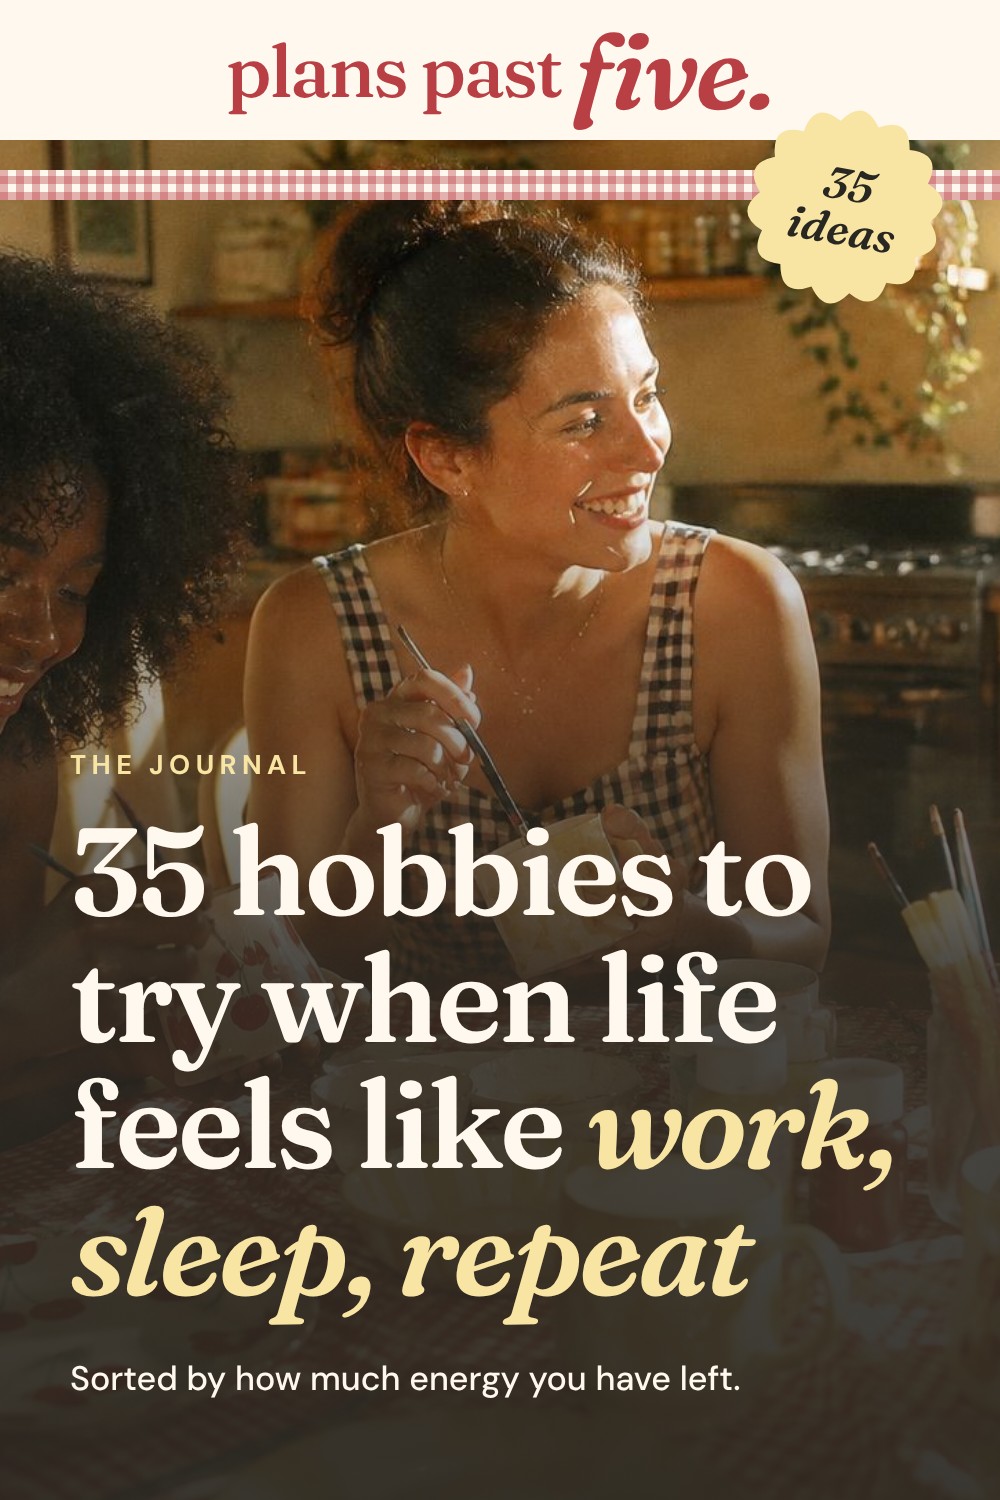 plans past five.
35
ideas
THE JOURNAL
35 hobbies to
try when life
feels like work,
sleep, repeat
Sorted by how much energy you have left.